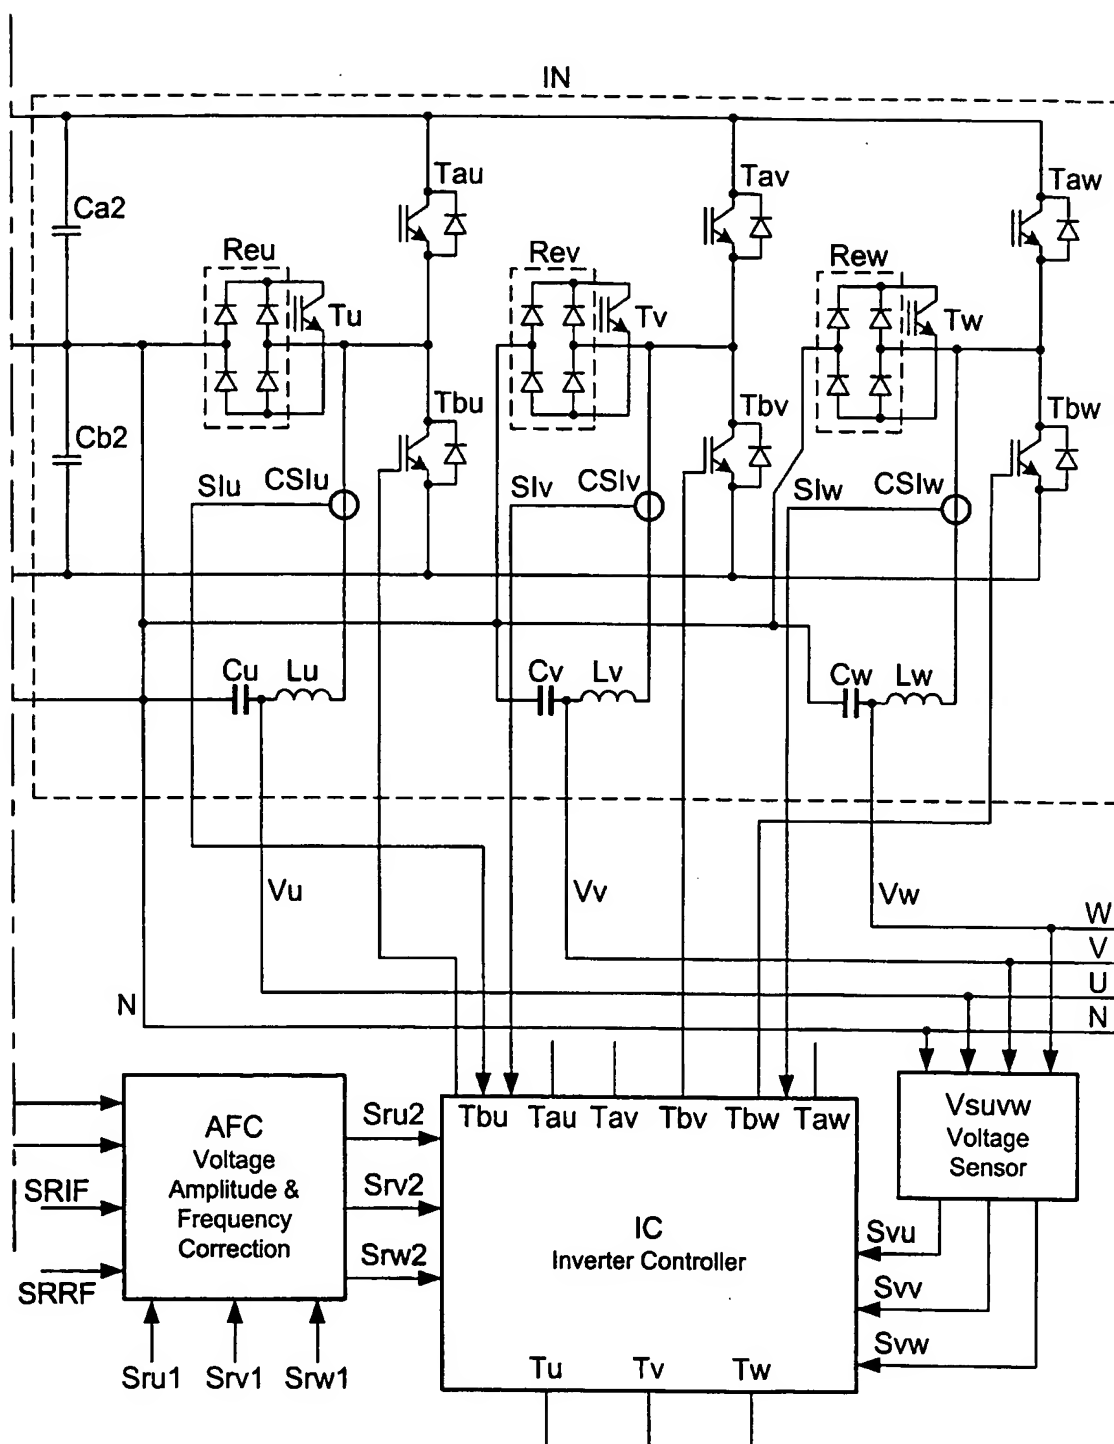 IN
Tau
Tav
Taw
Ca2
Reu
Rev
Rew
Tu
Tv
Tw
Cb2
Tbu
Tbv
Tbw
SIu
CSIu
SIv
CSIv
SIw
CSIw
Cu
Lu
Cv
Lv
Cw
Lw
Vu
Vv
Vw
W
V
U
N
N
Tbu
Tau
Tav
Tbv
Tbw
Taw
AFC
Voltage
Amplitude &
Frequency
Correction
Sru2
Srv2
Srw2
SRIF
SRRF
Sru1
Srv1
Srw1
IC
Inverter Controller
Tu
Tv
Tw
Vsuvw
Voltage
Sensor
Svu
Svv
Svw